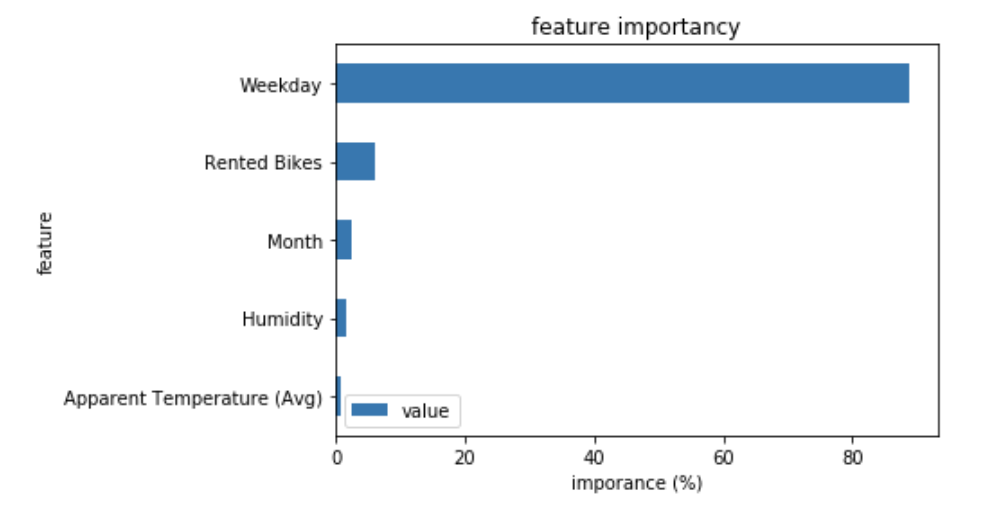 feature importancy
Weekday
Rented Bikes
Month
Humidity
Apparent Temperature (Avg)
feature
value
0 20 40 60 80
imporance (%)